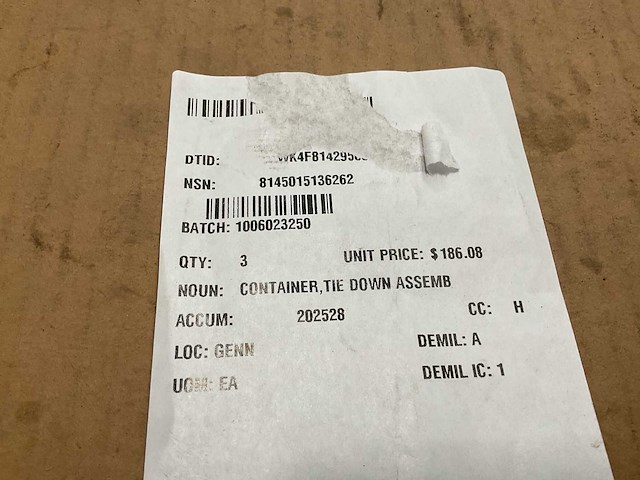 DTID:
NSN: 8145015136262
BATCH: 1006023250
QTY: 3 UNIT PRICE: $186.08
NOUN: CONTAINER,TIE DOWN ASSEMB
ACCUM: 202528 CC: H
LOC: GENN DEMIL: A
UOM: EA DEMIL IC: 1